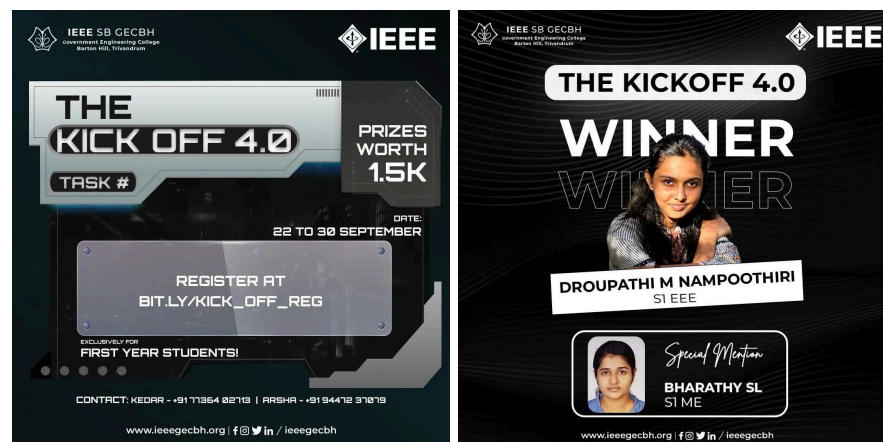 IEEE SB GECBH
Government Engineering College
Barton Hill, Trivandrum
IEEE
THE
KICK OFF 4.0
TASK #
PRIZES
WORTH
1.5K
DATE:
22 TO 30 SEPTEMBER
REGISTER AT
BIT.LY/KICK_OFF_REG
EXCLUSIVELY FOR
FIRST YEAR STUDENTS!
CONTACT: KEDAR - +91 77364 02713 | ARSHA - +91 94472 37079
www.ieeegecbh.org | / ieeegecbh
IEEE SB GECBH
Government Engineering College
Barton Hill, Trivandrum
IEEE
THE KICKOFF 4.0
WINNER
WINNER
DROUPATHI M NAMPOOTHIRI
S1 EEE
Special Mention
BHARATHY SL
S1 ME
www.ieeegecbh.org | / ieeegecbh